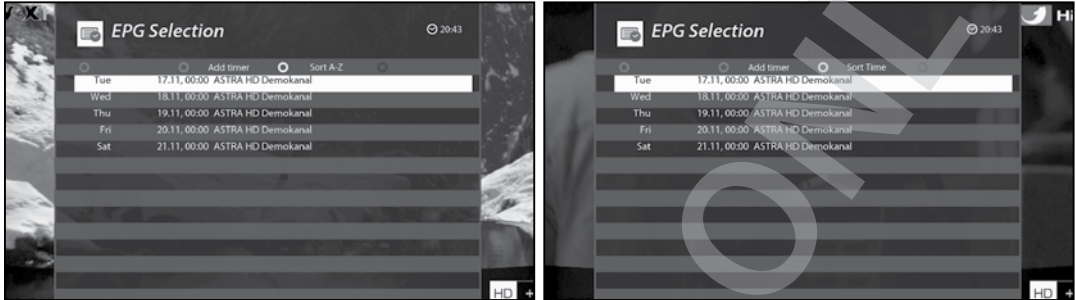 EPG Selection
20:43
Add timer
Sort A-Z
Tue 17.11, 00:00 ASTRA HD Demokanal
Wed 18.11, 00:00 ASTRA HD Demokanal
Thu 19.11, 00:00 ASTRA HD Demokanal
Fri 20.11, 00:00 ASTRA HD Demokanal
Sat 21.11, 00:00 ASTRA HD Demokanal
HD +
EPG Selection
20:43
Hi
Add timer
Sort Time
Tue 17.11, 00:00 ASTRA HD Demokanal
Wed 18.11, 00:00 ASTRA HD Demokanal
Thu 19.11, 00:00 ASTRA HD Demokanal
Fri 20.11, 00:00 ASTRA HD Demokanal
Sat 21.11, 00:00 ASTRA HD Demokanal
HD +